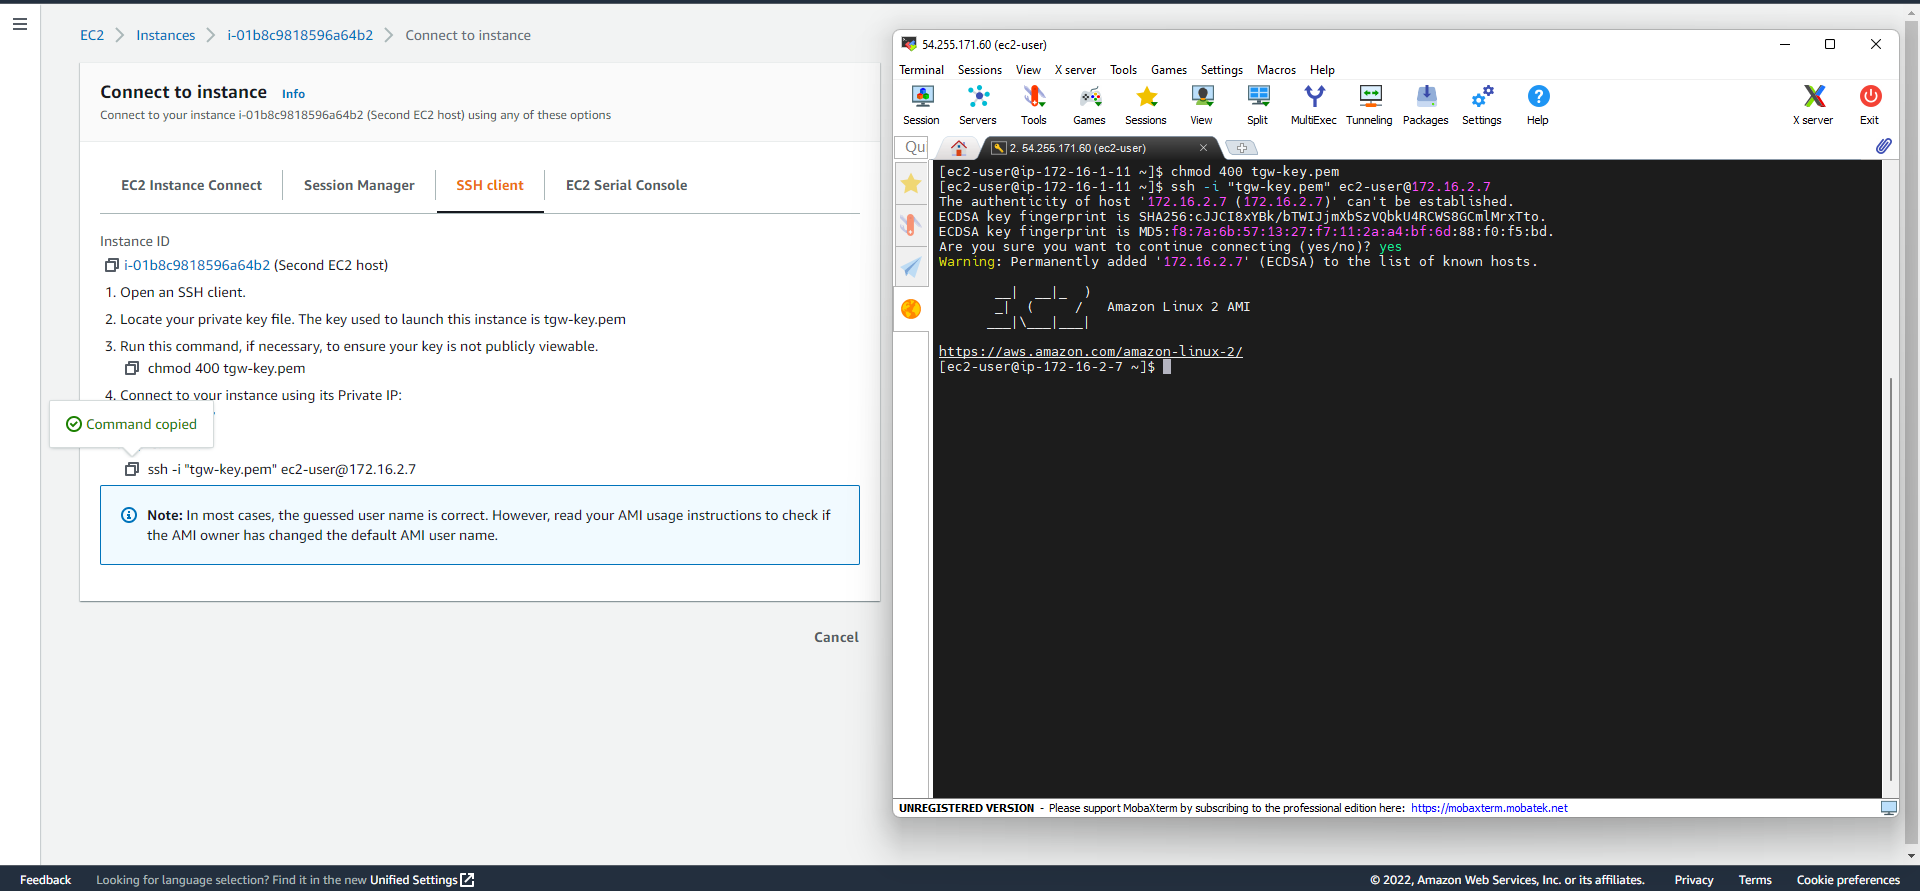 EC2 > Instances > i-01b8c9818596a64b2 > Connect to instance
Connect to instance Info
Connect to your instance i-01b8c9818596a64b2 (Second EC2 host) using any of these options
EC2 Instance Connect
Session Manager
SSH client
EC2 Serial Console
Instance ID
i-01b8c9818596a64b2 (Second EC2 host)
1. Open an SSH client.
2. Locate your private key file. The key used to launch this instance is tgw-key.pem
3. Run this command, if necessary, to ensure your key is not publicly viewable.
chmod 400 tgw-key.pem
4. Connect to your instance using its Private IP:
Command copied
ssh -i "tgw-key.pem" ec2-user@172.16.2.7
Note: In most cases, the guessed user name is correct. However, read your AMI usage instructions to check if
the AMI owner has changed the default AMI user name.
Cancel
54.255.171.60 (ec2-user)
Terminal Sessions View X server Tools Games Settings Macros Help
Session Servers Tools Games Sessions View Split MultiExec Tunneling Packages Settings Help X server Exit
Qu
2. 54.255.171.60 (ec2-user)
[ec2-user@ip-172-16-1-11 ~]$ chmod 400 tgw-key.pem
[ec2-user@ip-172-16-1-11 ~]$ ssh -i "tgw-key.pem" ec2-user@172.16.2.7
The authenticity of host '172.16.2.7 (172.16.2.7)' can't be established.
ECDSA key fingerprint is SHA256:cJJCI8xYBk/bTWIJjmXbSzVQbkU4RCWS8GCmlMrxTto.
ECDSA key fingerprint is MD5:f8:7a:6b:57:13:27:f7:11:2a:a4:bf:6d:88:f0:f5:bd.
Are you sure you want to continue connecting (yes/no)? yes
Warning: Permanently added '172.16.2.7' (ECDSA) to the list of known hosts.
__|  __|_  )
_|  (     /   Amazon Linux 2 AMI
___|\___|___|
https://aws.amazon.com/amazon-linux-2/
[ec2-user@ip-172-16-2-7 ~]$
UNREGISTERED VERSION - Please support MobaXterm by subscribing to the professional edition here: https://mobaxterm.mobatek.net
Feedback
Looking for language selection? Find it in the new Unified Settings
© 2022, Amazon Web Services, Inc. or its affiliates.
Privacy
Terms
Cookie preferences